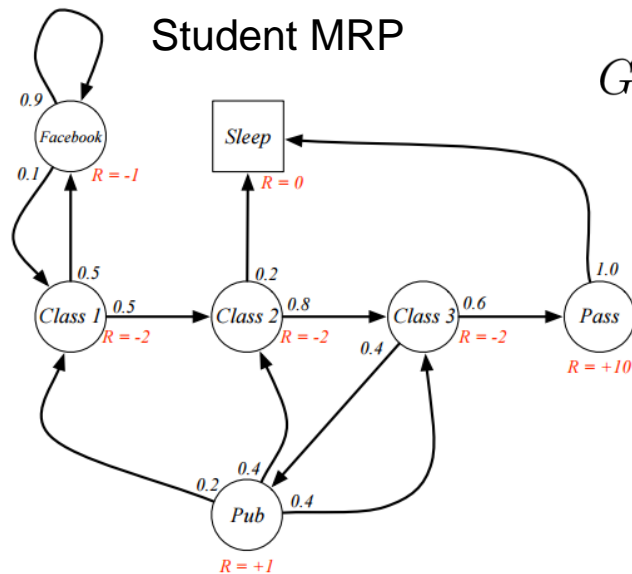 Student MRP
G
0.9
Facebook
0.1
R = -1
Sleep
R = 0
0.5
Class 1
0.5
R = -2
0.2
Class 2
0.8
R = -2
Class 3
0.6
0.4
R = -2
1.0
Pass
R = +10
0.2
0.4
Pub
0.4
R = +1